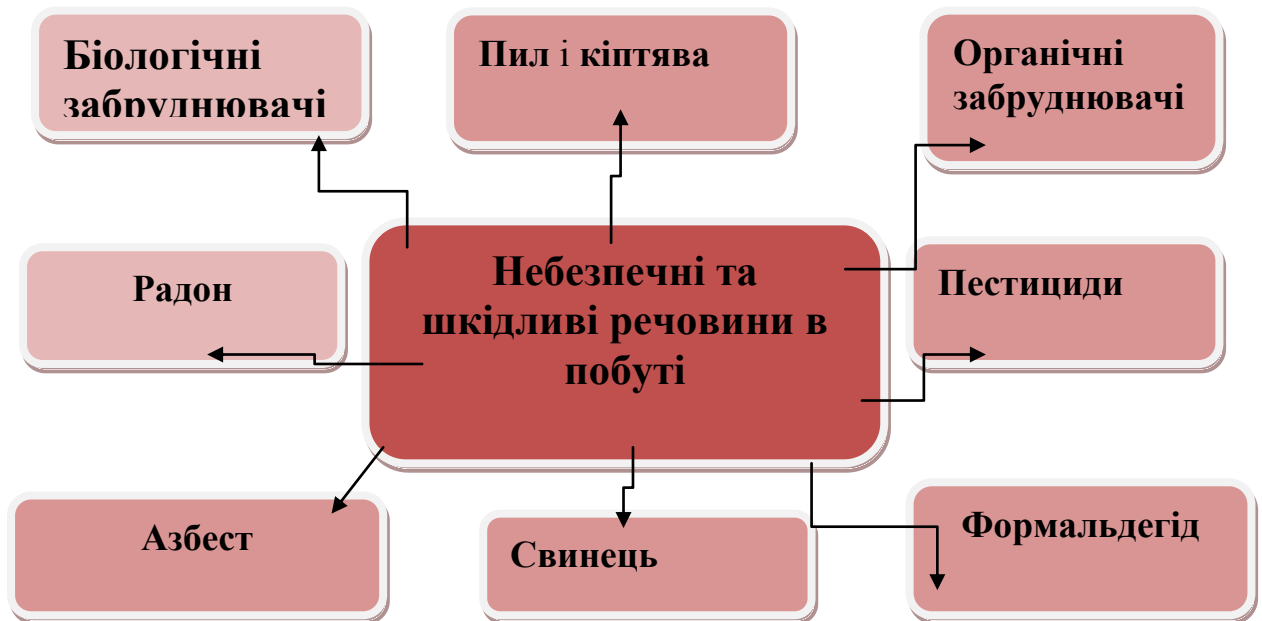 Біологічні
забруднювачі
Пил і кіптява
Органічні
забруднювачі
Радон
Небезпечні та
шкідливі речовини в
побуті
Пестициди
Азбест
Свинець
Формальдегід